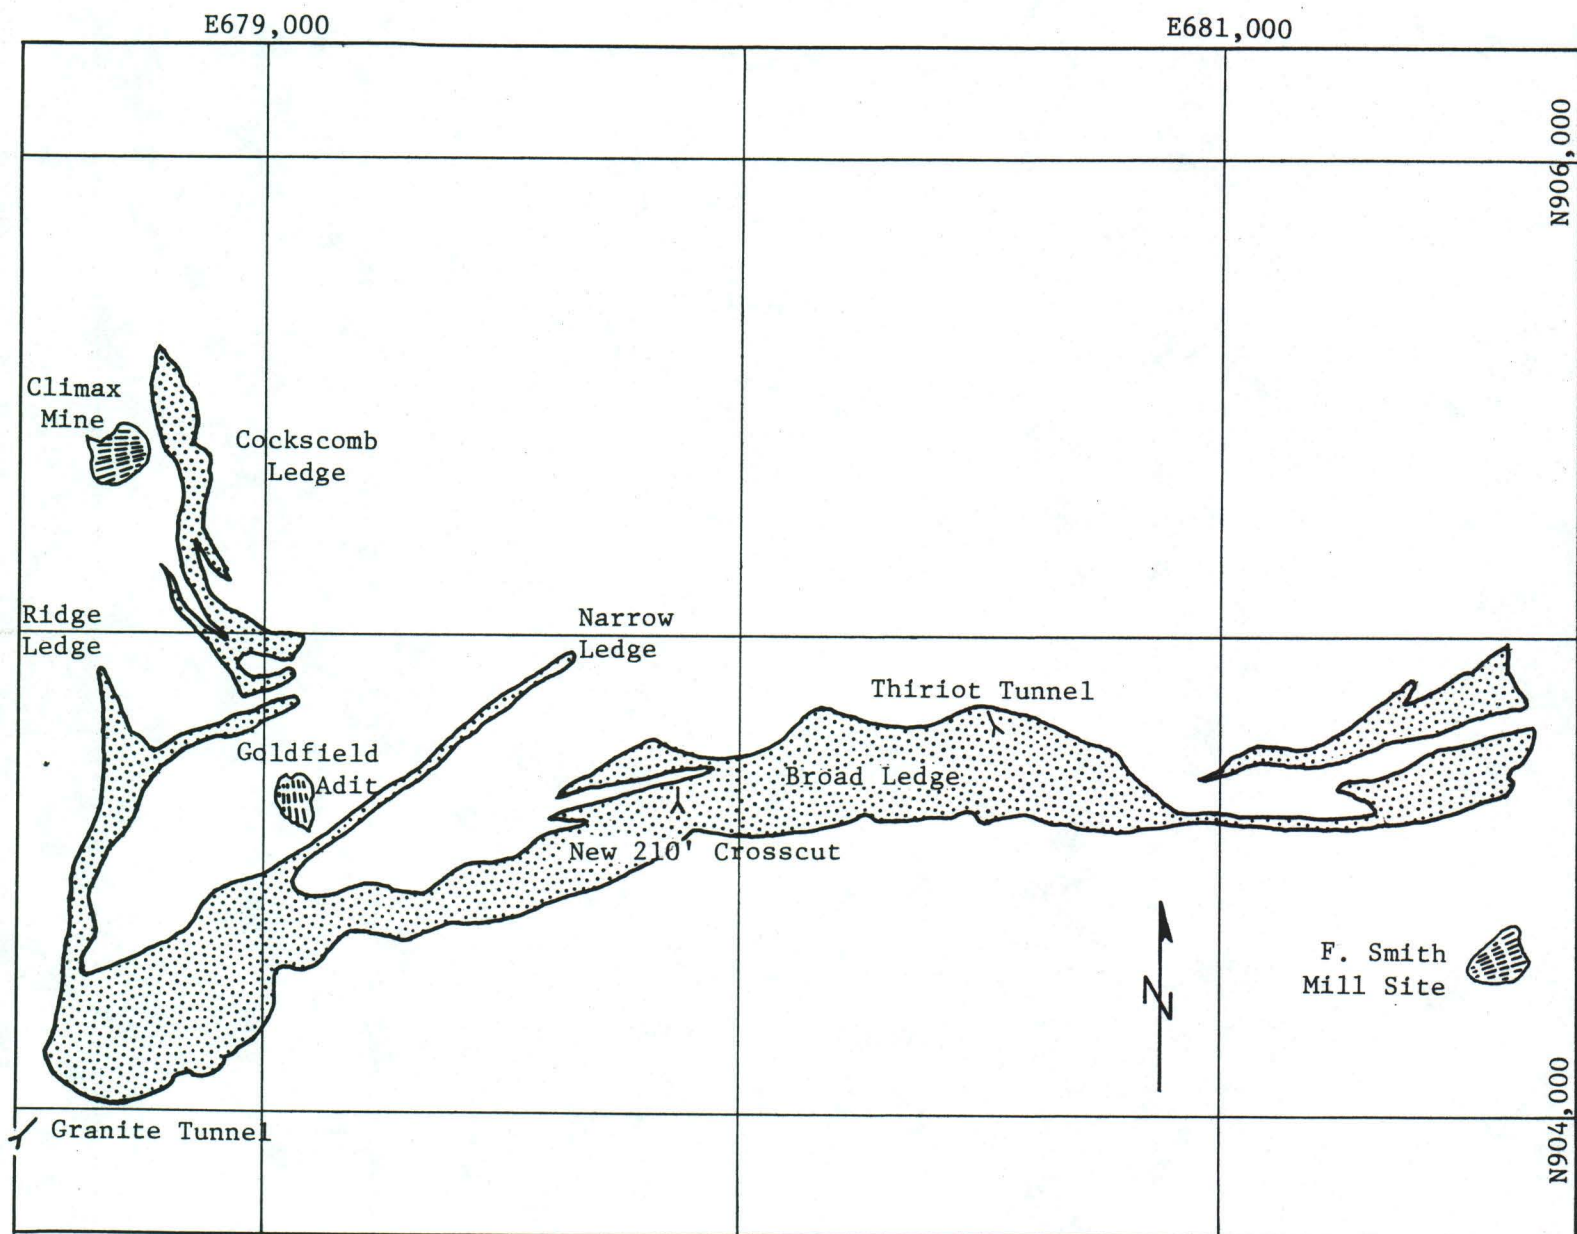 E679,000
E681,000
N906,000
Climax
Mine
Cockscomb
Ledge
Ridge
Ledge
Narrow
Ledge
Thiriot Tunnel
Goldfield
Adit
Broad Ledge
New 210' Crosscut
N
F. Smith
Mill Site
Granite Tunnel
N904,000